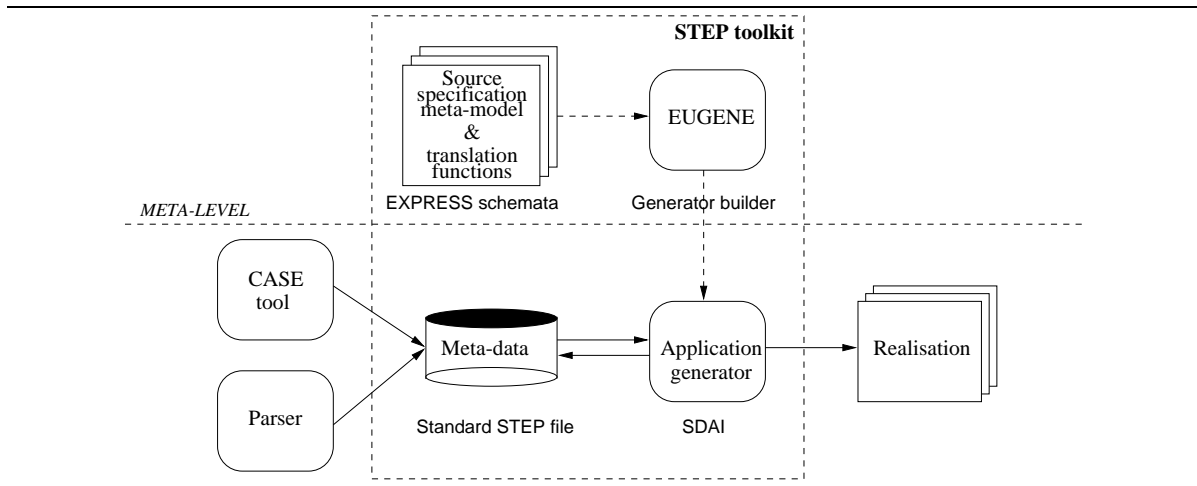 STEP toolkit
Source
specification
meta-model
&
translation
functions
EUGENE
EXPRESS schemata
Generator builder
META-LEVEL
CASE
tool
Meta-data
Application
generator
Realisation
Parser
Standard STEP file
SDAI